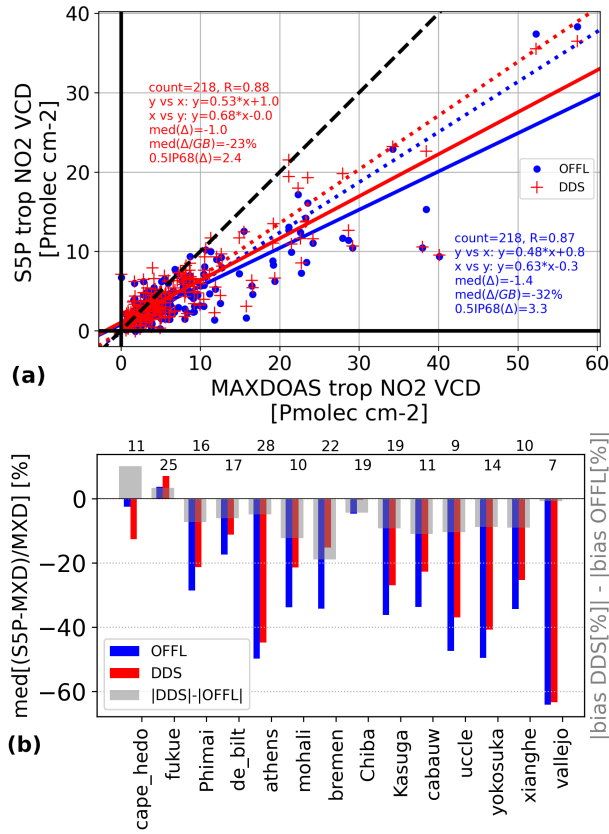 40
30
20
10
0
S5P trop NO2 VCD
[Pmolec cm-2]
count=218, R=0.88
y vs x: y=0.53*x+1.0
x vs y: y=0.68*x-0.0
med(Δ)=-1.0
med(Δ/GB)=-23%
0.5IP68(Δ)=2.4
OFFL
DDS
count=218, R=0.87
y vs x: y=0.48*x+0.8
x vs y: y=0.63*x-0.3
med(Δ)=-1.4
med(Δ/GB)=-32%
0.5IP68(Δ)=3.3
0 10 20 30 40 50 60
(a)
MAXDOAS trop NO2 VCD
[Pmolec cm-2]
11 16 28 22 19 9 10
25 17 10 19 11 14 7
0
−20
−40
−60
med[(S5P-MXD)/MXD] [%]
|bias DDS[%]| - |bias OFFL[%]|
OFFL
DDS
|DDS|-|OFFL|
(b)
cape_hedo
fukue
Phimai
de_bilt
athens
mohali
bremen
Chiba
Kasuga
cabauw
uccle
yokosuka
xianghe
vallejo